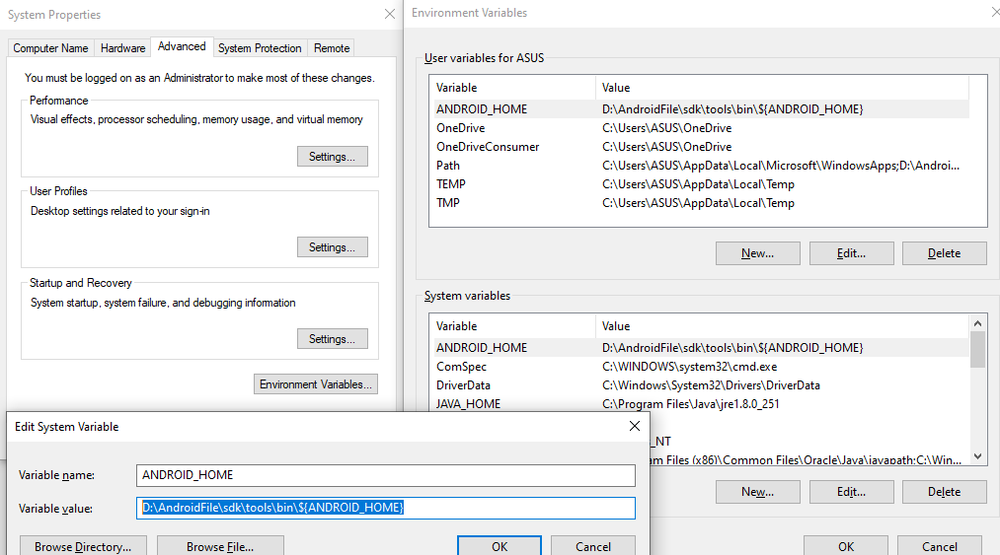 System Properties
Computer Name Hardware Advanced System Protection Remote
You must be logged on as an Administrator to make most of these changes.
Performance
Visual effects, processor scheduling, memory usage, and virtual memory
Settings...
User Profiles
Desktop settings related to your sign-in
Settings...
Startup and Recovery
System startup, system failure, and debugging information
Settings...
Environment Variables...
Environment Variables
User variables for ASUS
Variable Value
ANDROID_HOME D:\AndroidFile\sdk\tools\bin\${ANDROID_HOME}
OneDrive C:\Users\ASUS\OneDrive
OneDriveConsumer C:\Users\ASUS\OneDrive
Path C:\Users\ASUS\AppData\Local\Microsoft\WindowsApps;D:\Androi...
TEMP C:\Users\ASUS\AppData\Local\Temp
TMP C:\Users\ASUS\AppData\Local\Temp
New... Edit... Delete
System variables
Variable Value
ANDROID_HOME D:\AndroidFile\sdk\tools\bin\${ANDROID_HOME}
ComSpec C:\WINDOWS\system32\cmd.exe
DriverData C:\Windows\System32\Drivers\DriverData
JAVA_HOME C:\Program Files\Java\jre1.8.0_251
_NT
am Files (x86)\Common Files\Oracle\Java\javapath;C:\Win...
New... Edit... Delete
OK Cancel
Edit System Variable
Variable name: ANDROID_HOME
Variable value: D:\AndroidFile\sdk\tools\bin\${ANDROID_HOME}
Browse Directory... Browse File... OK Cancel